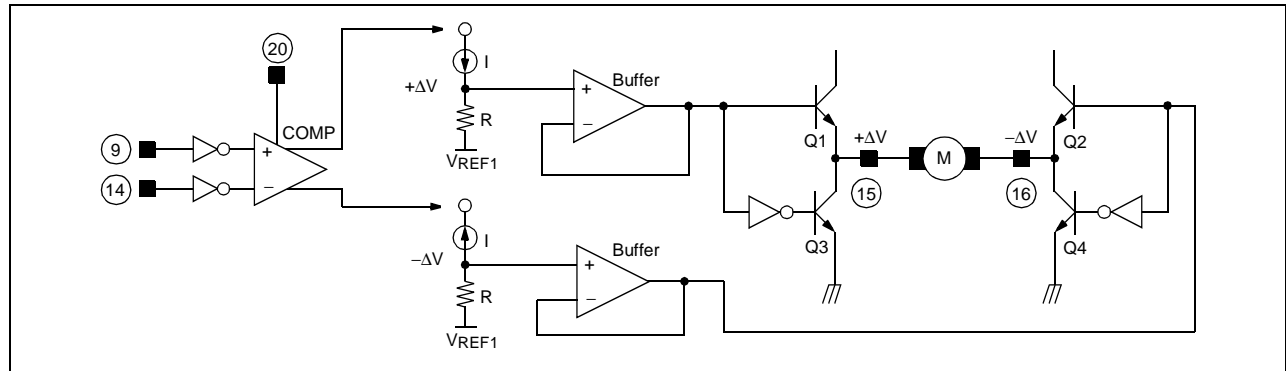 20
COMP
9
14
+
−
I
+ΔV
R
VREF1
I
−ΔV
R
VREF1
Buffer
+
−
Buffer
+
−
Q1
Q3
+ΔV
15
M
−ΔV
16
Q2
Q4